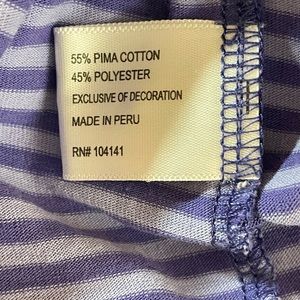 55% PIMA COTTON
45% POLYESTER
EXCLUSIVE OF DECORATION
MADE IN PERU
RN# 104141